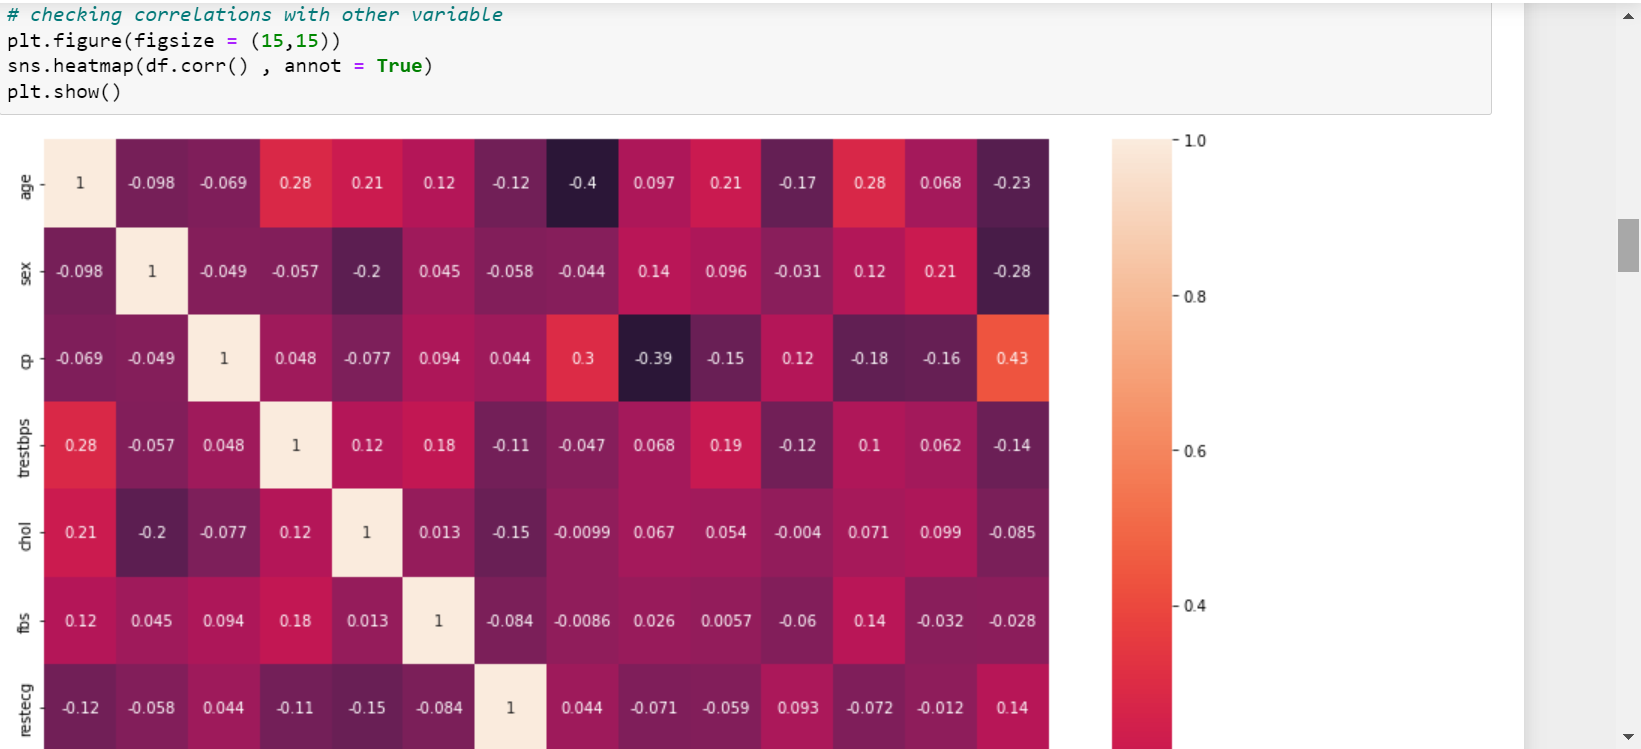 # checking correlations with other variable
plt.figure(figsize = (15,15))
sns.heatmap(df.corr() , annot = True)
plt.show()
1.0
age 1 -0.098 -0.069 0.28 0.21 0.12 -0.12 -0.4 0.097 0.21 -0.17 0.28 0.068 -0.23
sex -0.098 1 -0.049 -0.057 -0.2 0.045 -0.058 -0.044 0.14 0.096 -0.031 0.12 0.21 -0.28
0.8
cp -0.069 -0.049 1 0.048 -0.077 0.094 0.044 0.3 -0.39 -0.15 0.12 -0.18 -0.16 0.43
trestbps 0.28 -0.057 0.048 1 0.12 0.18 -0.11 -0.047 0.068 0.19 -0.12 0.1 0.062 -0.14
0.6
chol 0.21 -0.2 -0.077 0.12 1 0.013 -0.15 -0.0099 0.067 0.054 -0.004 0.071 0.099 -0.085
0.4
fbs 0.12 0.045 0.094 0.18 0.013 1 -0.084 -0.0086 0.026 0.0057 -0.06 0.14 -0.032 -0.028
restecg -0.12 -0.058 0.044 -0.11 -0.15 -0.084 1 0.044 -0.071 -0.059 0.093 -0.072 -0.012 0.14